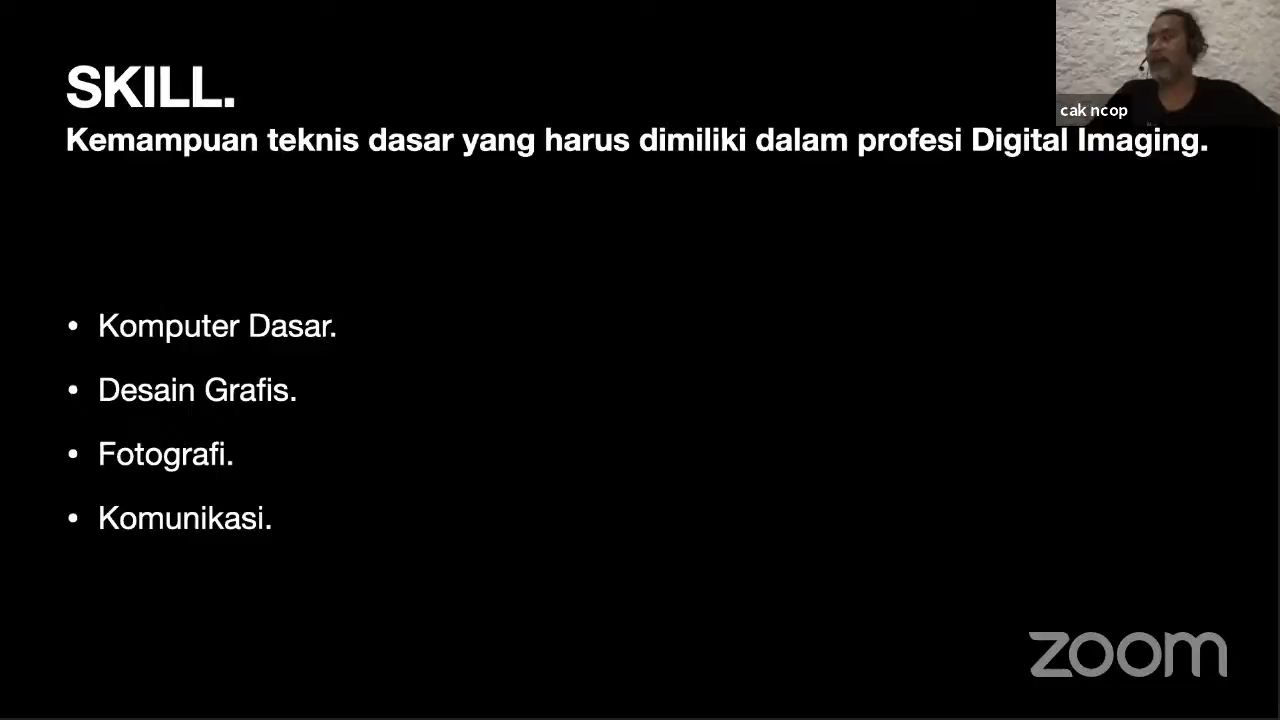 SKILL.
cak ncop
Kemampuan teknis dasar yang harus dimiliki dalam profesi Digital Imaging.
• Komputer Dasar.
• Desain Grafis.
• Fotografi.
• Komunikasi.
zoom